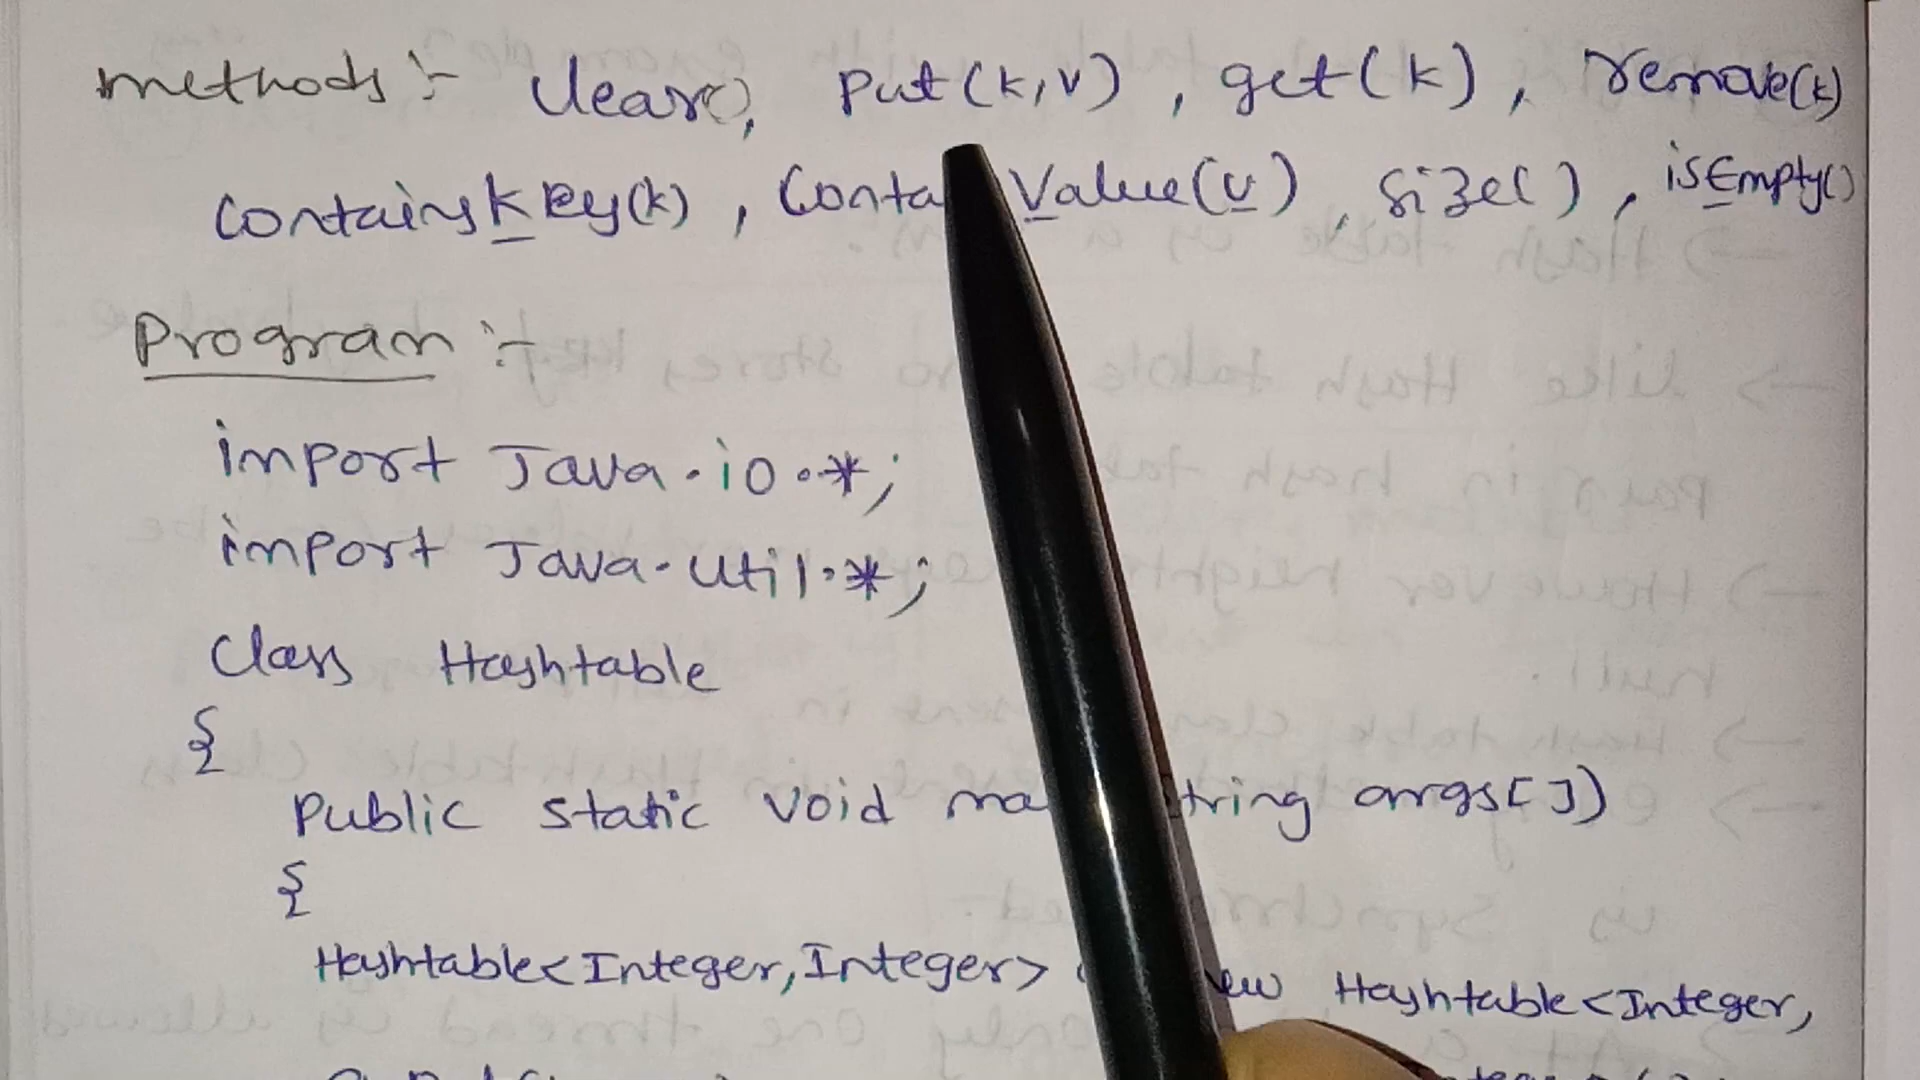 methods :- Clear(), Put(k,v), get(k), remove(k)
ContainsKey(k), Conta Value(v), Size(), isEmpty()
Program :-
import Java.io.*;
import Java.util.*;
Class Hashtable
{
Public static void ma tring args[])
{
Hashtable<Integer,Integer> ew Hashtable<Integer,